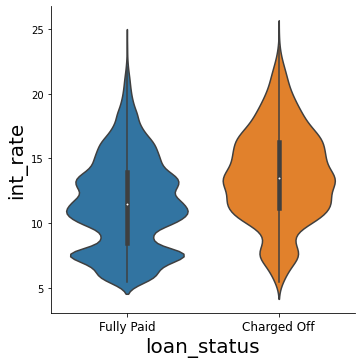 25
20
15
10
5
int_rate
Fully Paid
Charged Off
loan_status